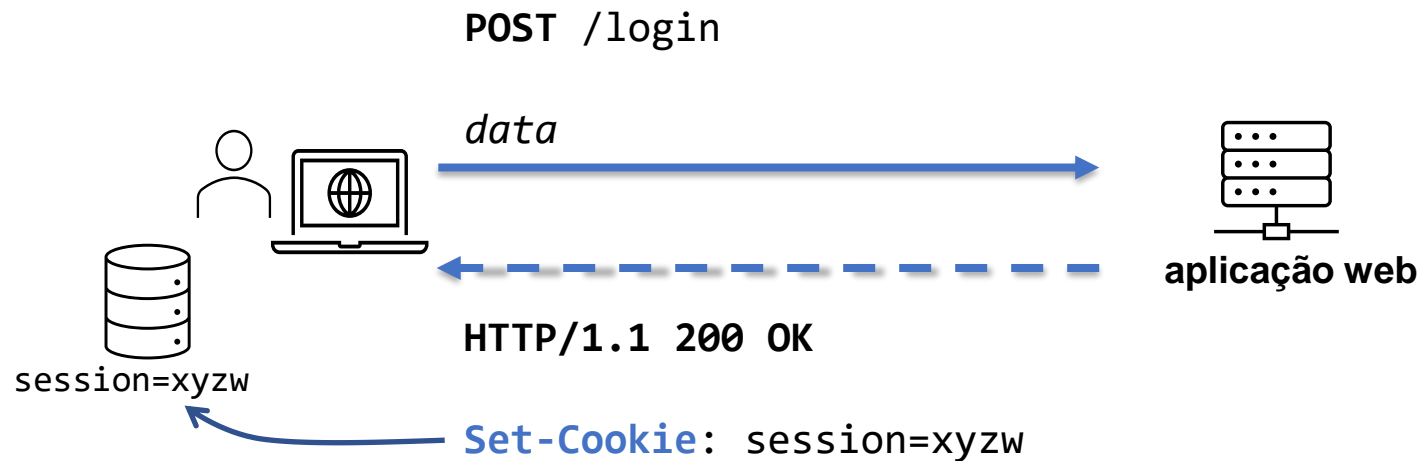 POST /login
data
aplicação web
HTTP/1.1 200 OK
session=xyzw
Set-Cookie: session=xyzw